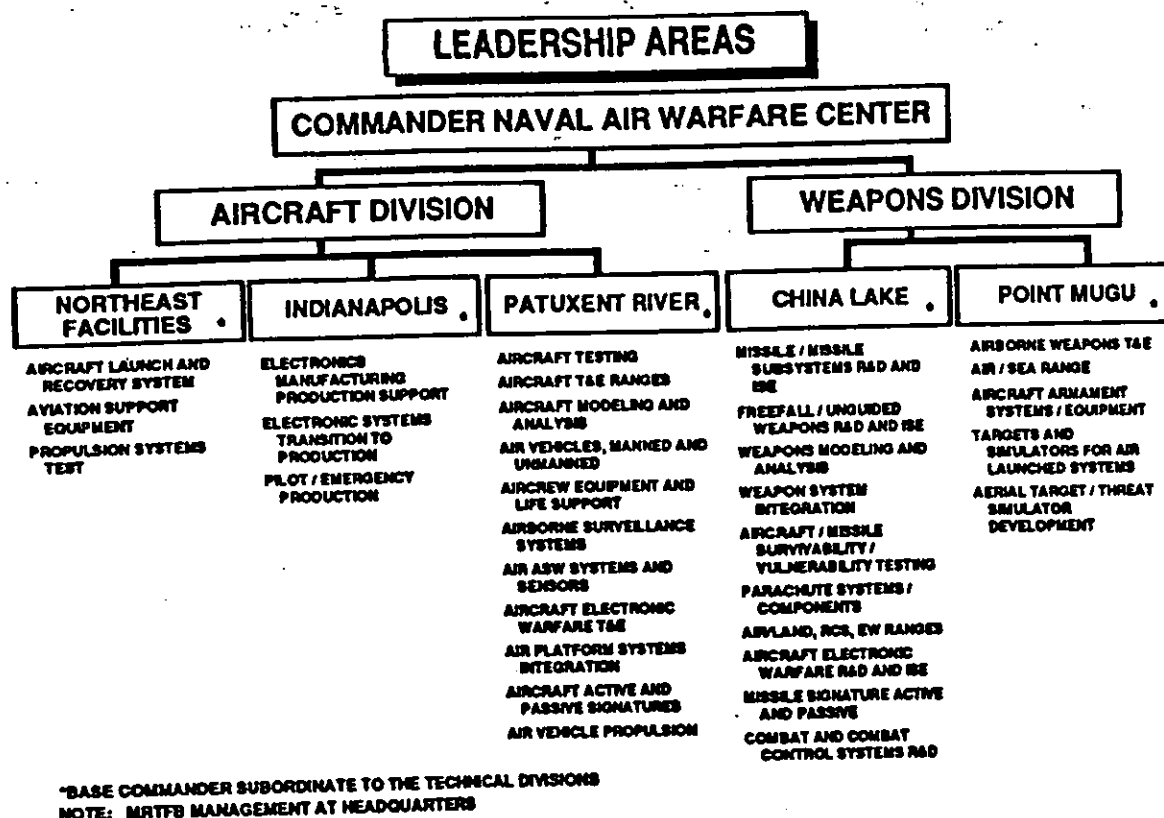 LEADERSHIP AREAS
COMMANDER NAVAL AIR WARFARE CENTER
AIRCRAFT DIVISION
WEAPONS DIVISION
NORTHEAST
FACILITIES *
AIRCRAFT LAUNCH AND
RECOVERY SYSTEM
AVIATION SUPPORT
EQUIPMENT
PROPULSION SYSTEMS
TEST
INDIANAPOLIS *
ELECTRONICS
MANUFACTURING
PRODUCTION SUPPORT
ELECTRONIC SYSTEMS
TRANSITION TO
PRODUCTION
PILOT / EMERGENCY
PRODUCTION
PATUXENT RIVER *
AIRCRAFT TESTING
AIRCRAFT T&E RANGES
AIRCRAFT MODELING AND
ANALYSIS
AIR VEHICLES, MANNED AND
UNMANNED
AIRCREW EQUIPMENT AND
LIFE SUPPORT
AIRBORNE SURVEILLANCE
SYSTEMS
AIR ASW SYSTEMS AND
SENSORS
AIRCRAFT ELECTRONIC
WARFARE T&E
AIR PLATFORM SYSTEMS
INTEGRATION
AIRCRAFT ACTIVE AND
PASSIVE SIGNATURES
AIR VEHICLE PROPULSION
CHINA LAKE *
MISSILE / MISSILE
SUBSYSTEMS R&D AND
ISE
FREEFALL / UNGUIDED
WEAPONS R&D AND ISE
WEAPONS MODELING AND
ANALYSIS
WEAPON SYSTEM
INTEGRATION
AIRCRAFT / MISSILE
SURVIVABILITY /
VULNERABILITY TESTING
PARACHUTE SYSTEMS /
COMPONENTS
AIR/LAND, RCS, EW RANGES
AIRCRAFT ELECTRONIC
WARFARE R&D AND ISE
MISSILE SIGNATURE ACTIVE
AND PASSIVE
COMBAT AND COMBAT
CONTROL SYSTEMS R&D
POINT MUGU *
AIRBORNE WEAPONS T&E
AIR / SEA RANGE
AIRCRAFT ARMAMENT
SYSTEMS / EQUIPMENT
TARGETS AND
SIMULATORS FOR AIR
LAUNCHED SYSTEMS
AERIAL TARGET / THREAT
SIMULATOR
DEVELOPMENT
*BASE COMMANDER SUBORDINATE TO THE TECHNICAL DIVISIONS
NOTE: MRTFB MANAGEMENT AT HEADQUARTERS